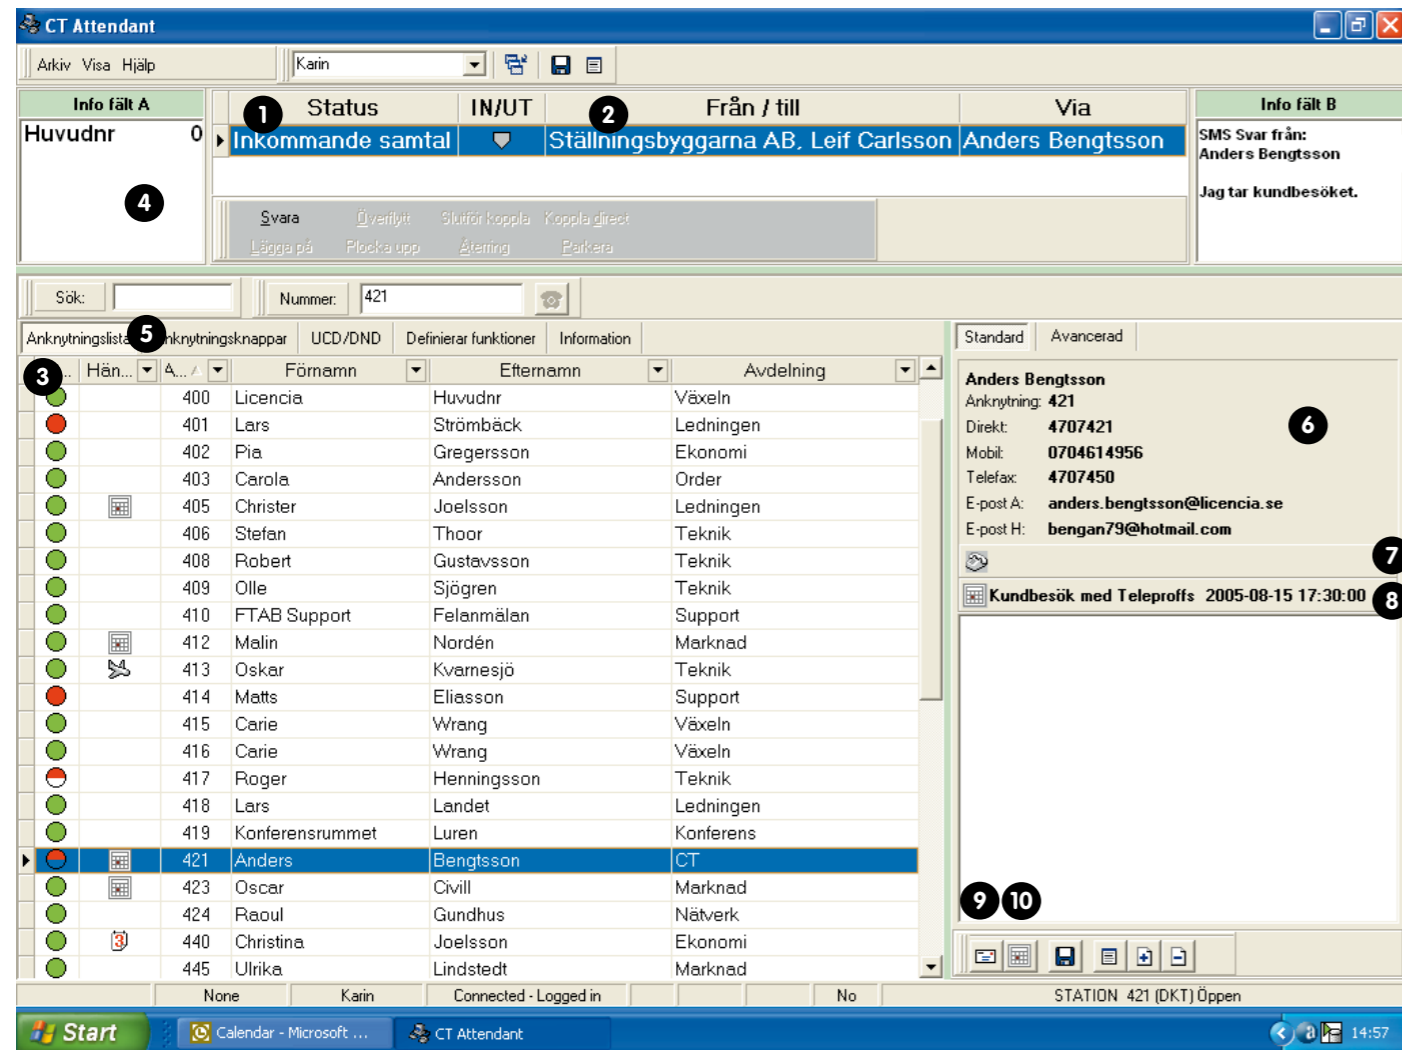 CT Attendant
Arkiv Visa Hjälp Karin
Info fält A
Huvudnr 0
4
1 Status IN/UT 2 Från / till Via
Inkommande samtal Ställningsbyggarna AB, Leif Carlsson Anders Bengtsson
Svara Överflytt Slutför koppla Koppla direct
Lägga på Plocka upp Återring Parkera
Info fält B
SMS Svar från:
Anders Bengtsson
Jag tar kundbesöket.
Sök: Nummer: 421
Anknytningslista 5 nknytningsknappar UCD/DND Definierar funktioner Information
3 ... Hän... A... Förnamn Efternamn Avdelning
400 Licencia Huvudnr Växeln
401 Lars Strömbäck Ledningen
402 Pia Gregersson Ekonomi
403 Carola Andersson Order
405 Christer Joelsson Ledningen
406 Stefan Thoor Teknik
408 Robert Gustavsson Teknik
409 Olle Sjögren Teknik
410 FTAB Support Felanmälan Support
412 Malin Nordén Marknad
413 Oskar Kvarnesjö Teknik
414 Matts Eliasson Support
415 Carie Wrang Växeln
416 Carie Wrang Växeln
417 Roger Henningsson Teknik
418 Lars Landet Ledningen
419 Konferensrummet Luren Konferens
421 Anders Bengtsson CT
423 Oscar Civill Marknad
424 Raoul Gundhus Nätverk
3 440 Christina Joelsson Ekonomi
445 Ulrika Lindstedt Marknad
Standard Avancerad
Anders Bengtsson
Anknytning: 421
Direkt: 4707421
6
Mobil: 0704614956
Telefax: 4707450
E-post A: anders.bengtsson@licencia.se
E-post H: bengan79@hotmail.com
7
Kundbesök med Teleproffs 2005-08-15 17:30:00 8
9 10
None Karin Connected - Logged in No STATION 421 (DKT) Öppen
Start Calendar - Microsoft ... CT Attendant 14:57